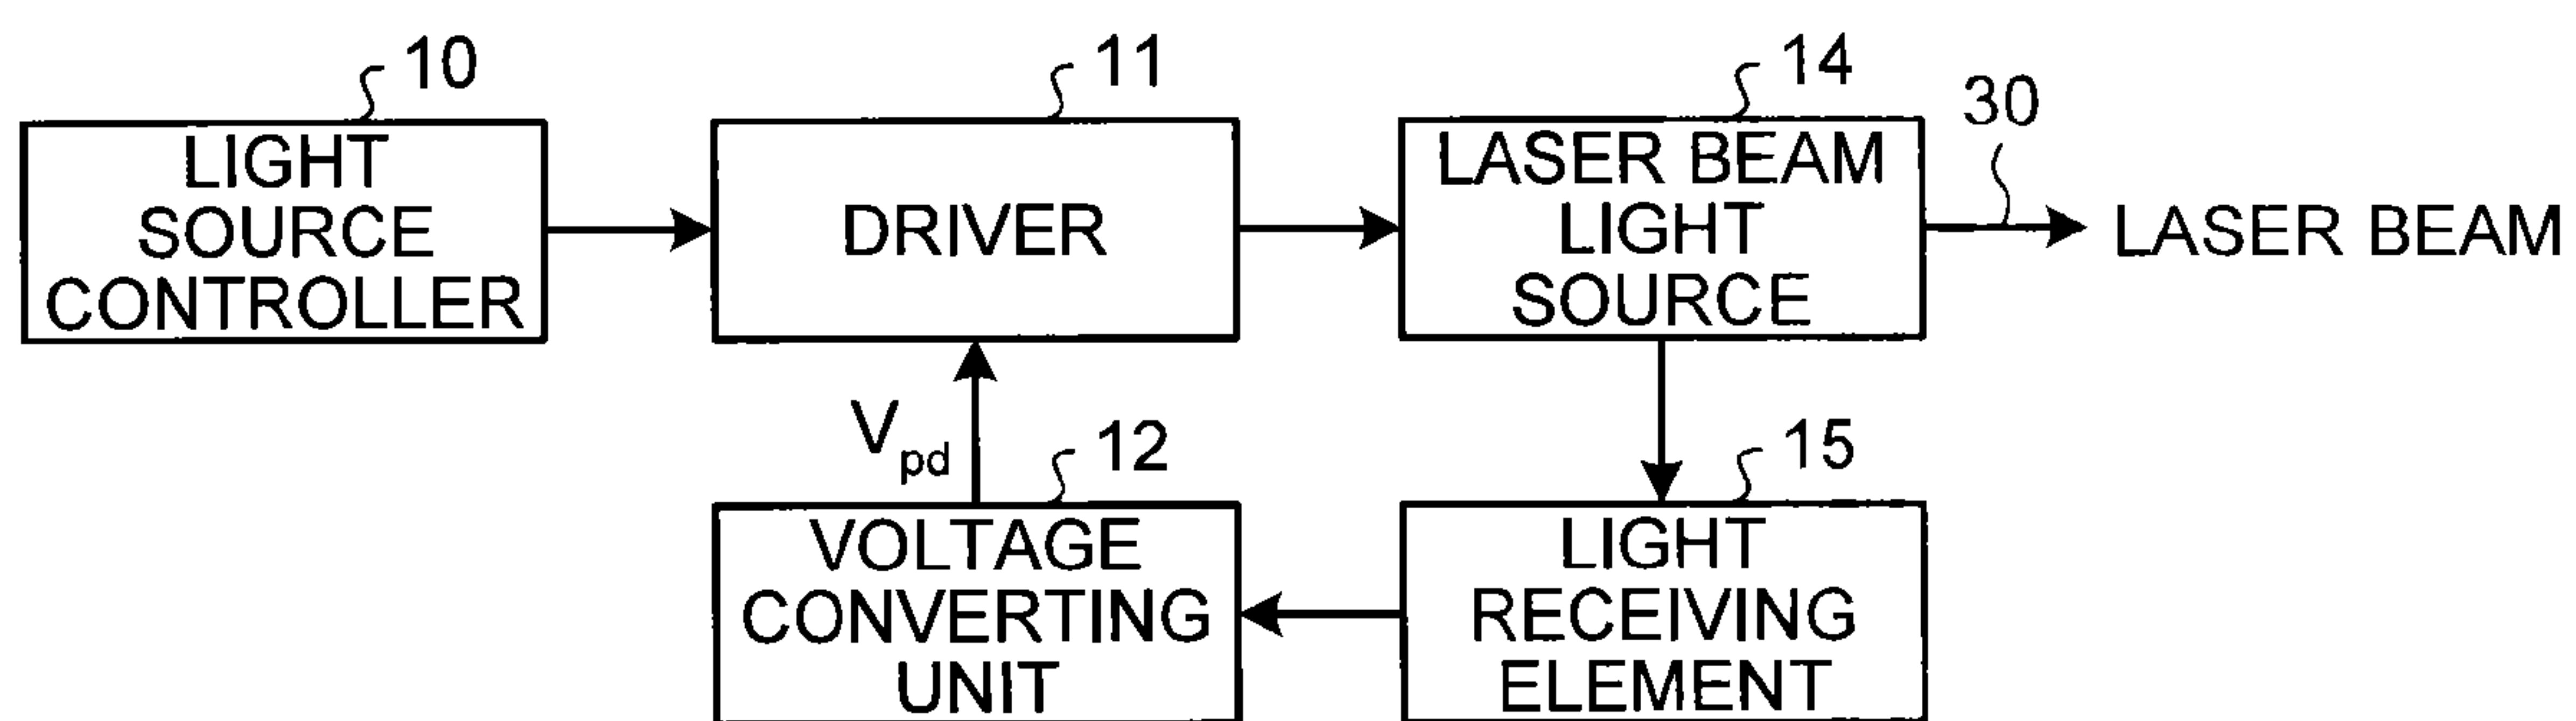 10
11
14
30
LIGHT
SOURCE
CONTROLLER
DRIVER
LASER BEAM
LIGHT
SOURCE
LASER BEAM
Vpd
12
15
VOLTAGE
CONVERTING
UNIT
LIGHT
RECEIVING
ELEMENT